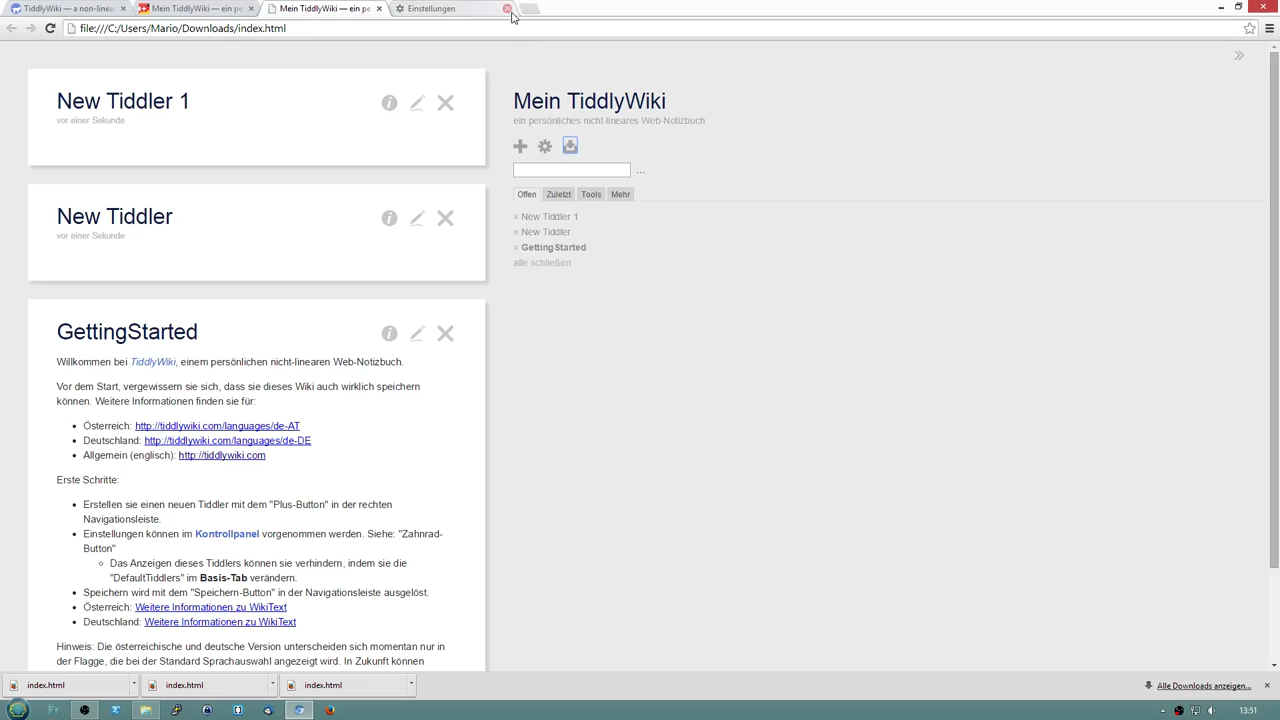 TiddlyWiki — a non-linea
Mein TiddlyWiki — ein pe
Mein TiddlyWiki — ein pe
Einstellungen
file:///C:/Users/Mario/Downloads/index.html
New Tiddler 1
vor einer Sekunde
New Tiddler
vor einer Sekunde
GettingStarted
Willkommen bei TiddlyWiki, einem persönlichen nicht-linearen Web-Notizbuch.
Vor dem Start, vergewissern sie sich, dass sie dieses Wiki auch wirklich speichern
können. Weitere Informationen finden sie für:
Österreich: http://tiddlywiki.com/languages/de-AT
Deutschland: http://tiddlywiki.com/languages/de-DE
Allgemein (englisch): http://tiddlywiki.com
Erste Schritte:
Erstellen sie einen neuen Tiddler mit dem "Plus-Button" in der rechten
Navigationsleiste.
Einstellungen können im Kontrollpanel vorgenommen werden. Siehe: "Zahnrad-
Button"
Das Anzeigen dieses Tiddlers können sie verhindern, indem sie die
"DefaultTiddlers" im Basis-Tab verändern.
Speichern wird mit dem "Speichern-Button" in der Navigationsleiste ausgelöst.
Österreich: Weitere Informationen zu WikiText
Deutschland: Weitere Informationen zu WikiText
Hinweis: Die österreichische und deutsche Version unterscheiden sich momentan nur in
der Flagge, die bei der Standard Sprachauswahl angezeigt wird. In Zukunft können
Mein TiddlyWiki
ein persönliches nicht-lineares Web-Notizbuch
...
Offen Zuletzt Tools Mehr
× New Tiddler 1
× New Tiddler
× GettingStarted
alle schließen
index.html
index.html
index.html
Alle Downloads anzeigen...
13:51